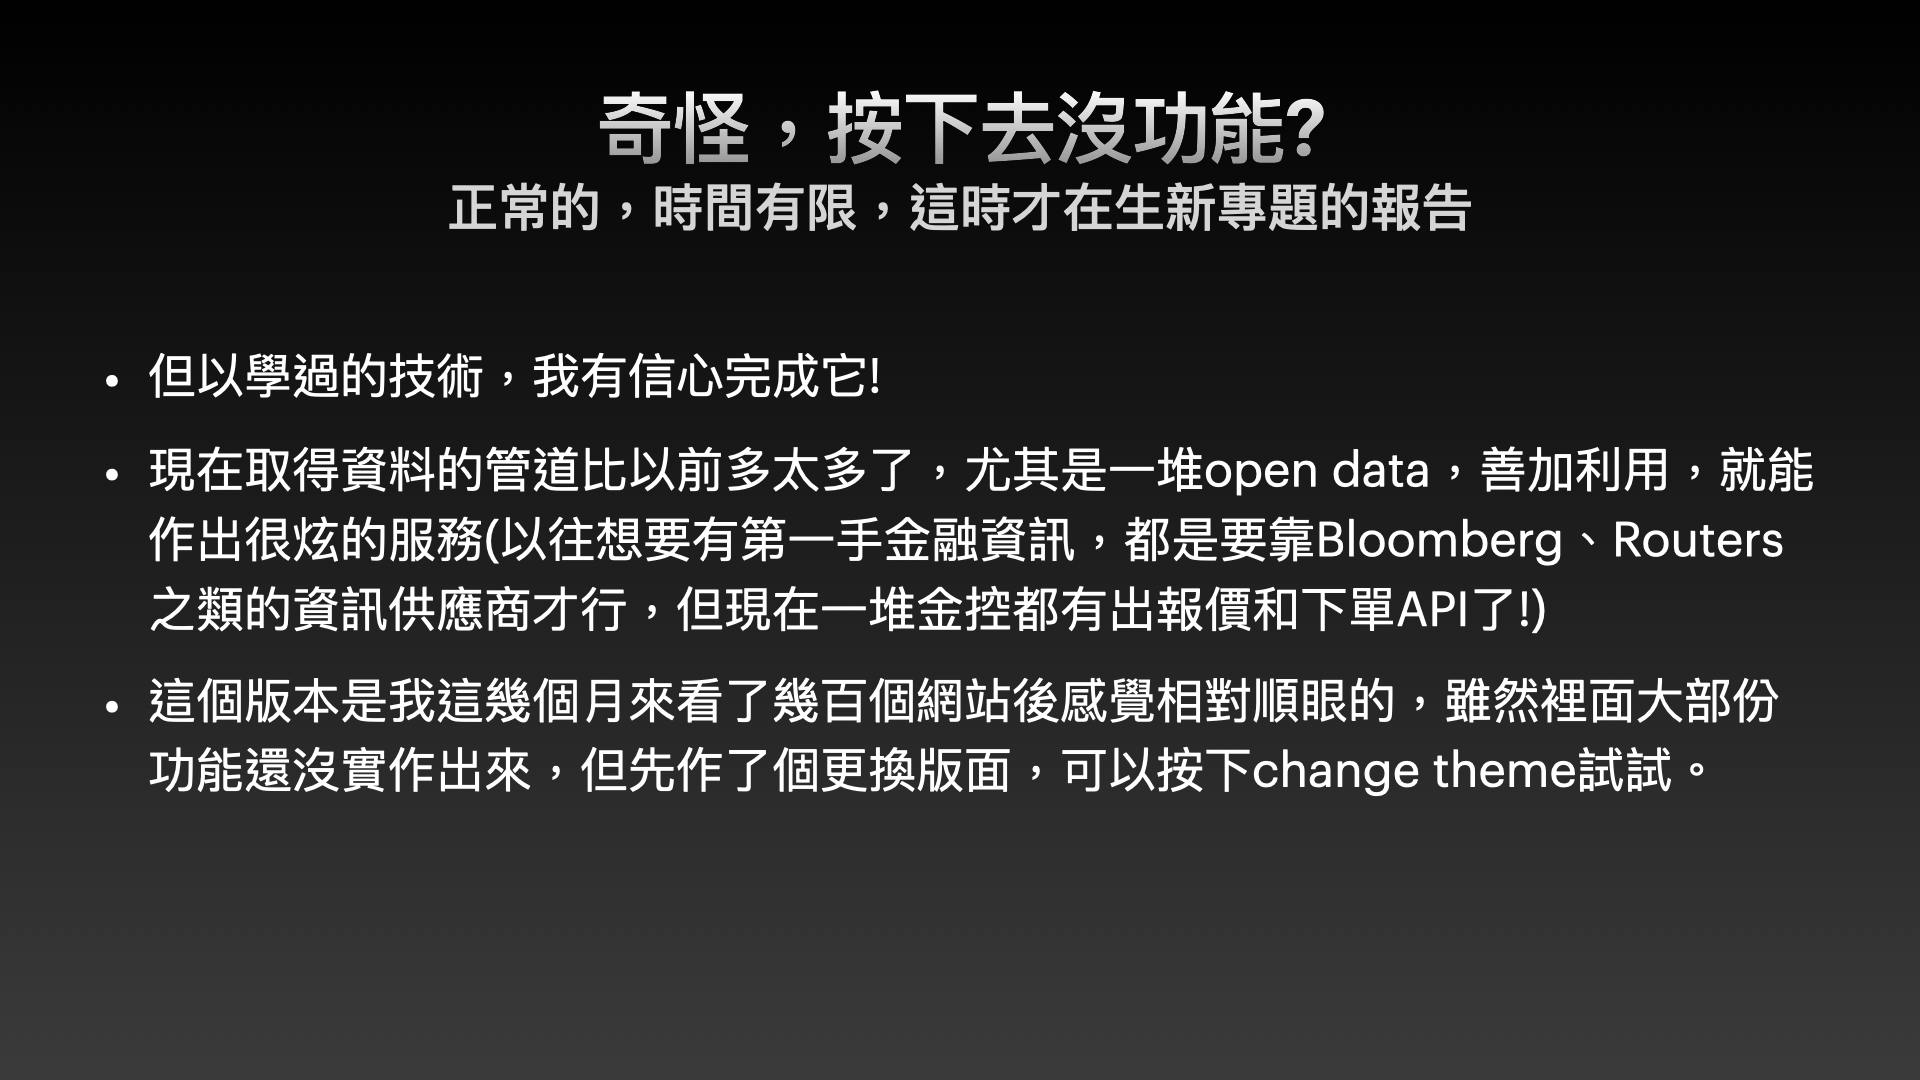 奇怪，按下去沒功能?
正常的，時間有限，這時才在生新專題的報告
• 但以學過的技術，我有信心完成它!
• 現在取得資料的管道比以前多太多了，尤其是一堆open data，善加利用，就能
作出很炫的服務(以往想要有第一手金融資訊，都是要靠Bloomberg、Routers
之類的資訊供應商才行，但現在一堆金控都有出報價和下單API了!)
• 這個版本是我這幾個月來看了幾百個網站後感覺相對順眼的，雖然裡面大部份
功能還沒實作出來，但先作了個更換版面，可以按下change theme試試。